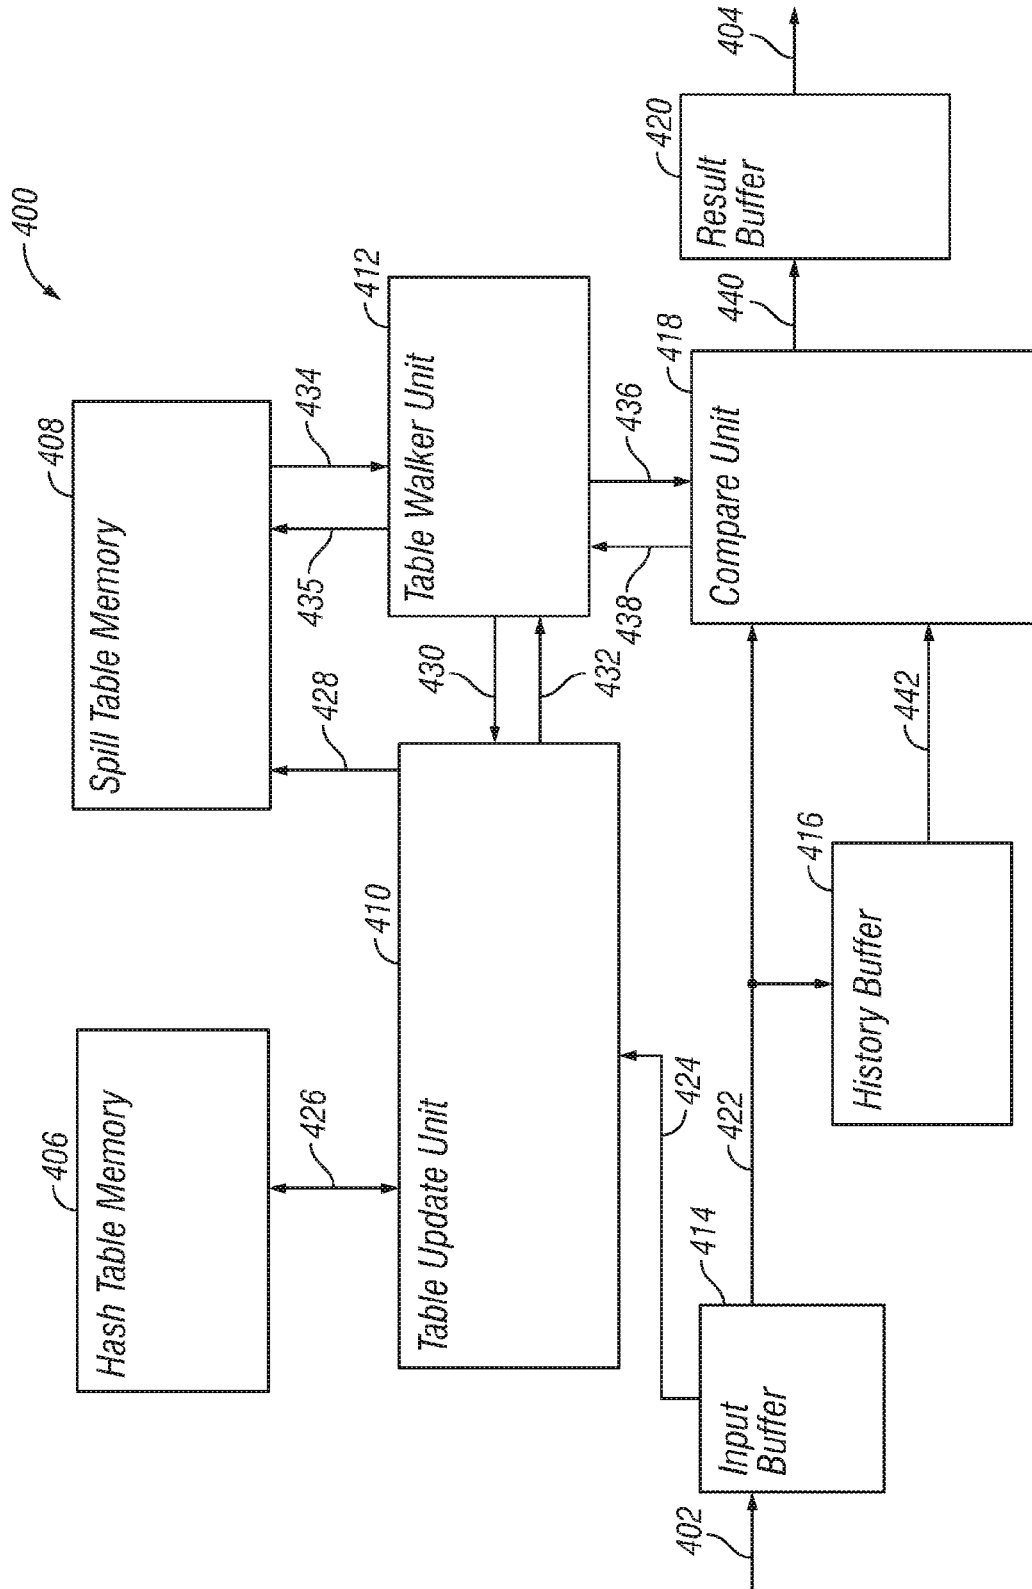 400
406
Hash Table Memory
408
Spill Table Memory
426
428
435
434
410
Table Update Unit
430
432
412
Table Walker Unit
424
438
436
402
414
Input
Buffer
422
416
History Buffer
442
418
Compare Unit
440
420
Result
Buffer
404